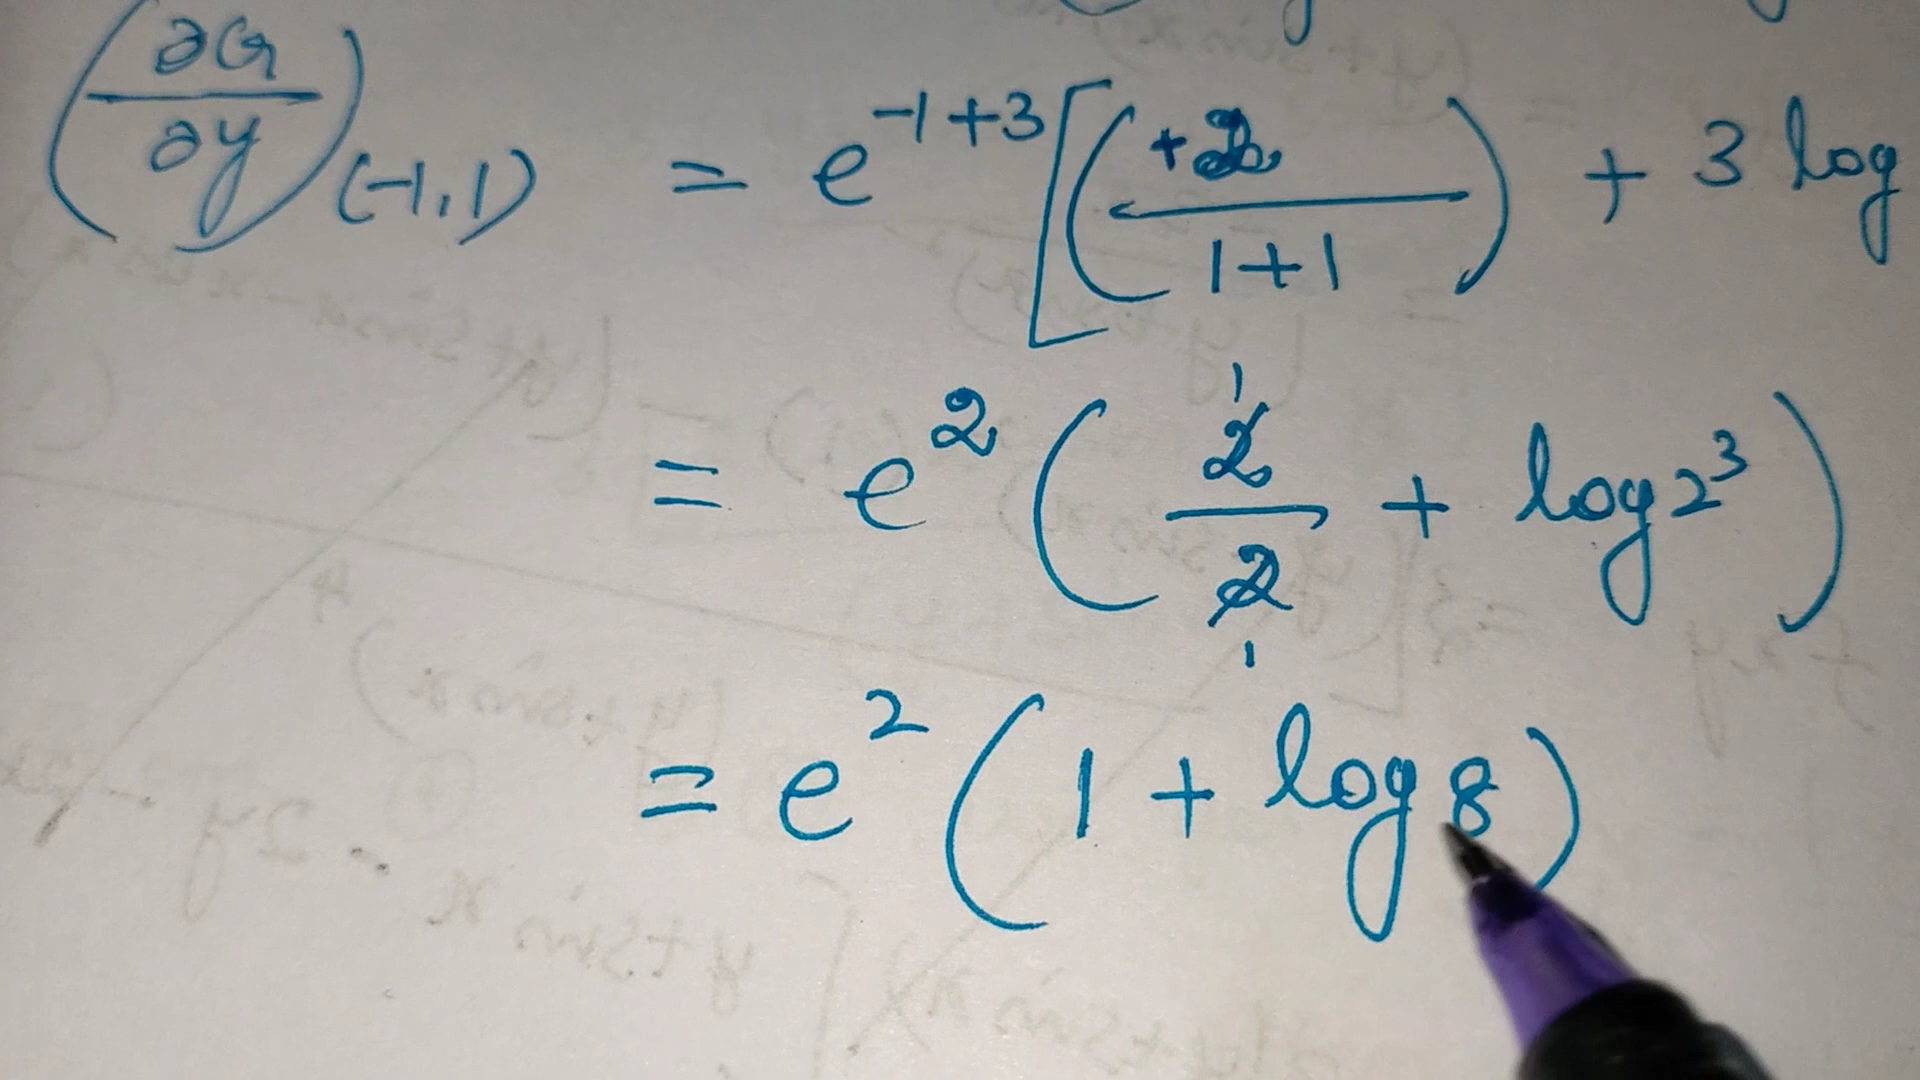 (∂G/∂y)(-1,1) = e^{-1+3} [(+2/(1+1)) + 3 log
= e^2 (2/2 + log 2^3)
= e^2 (1 + log 8)